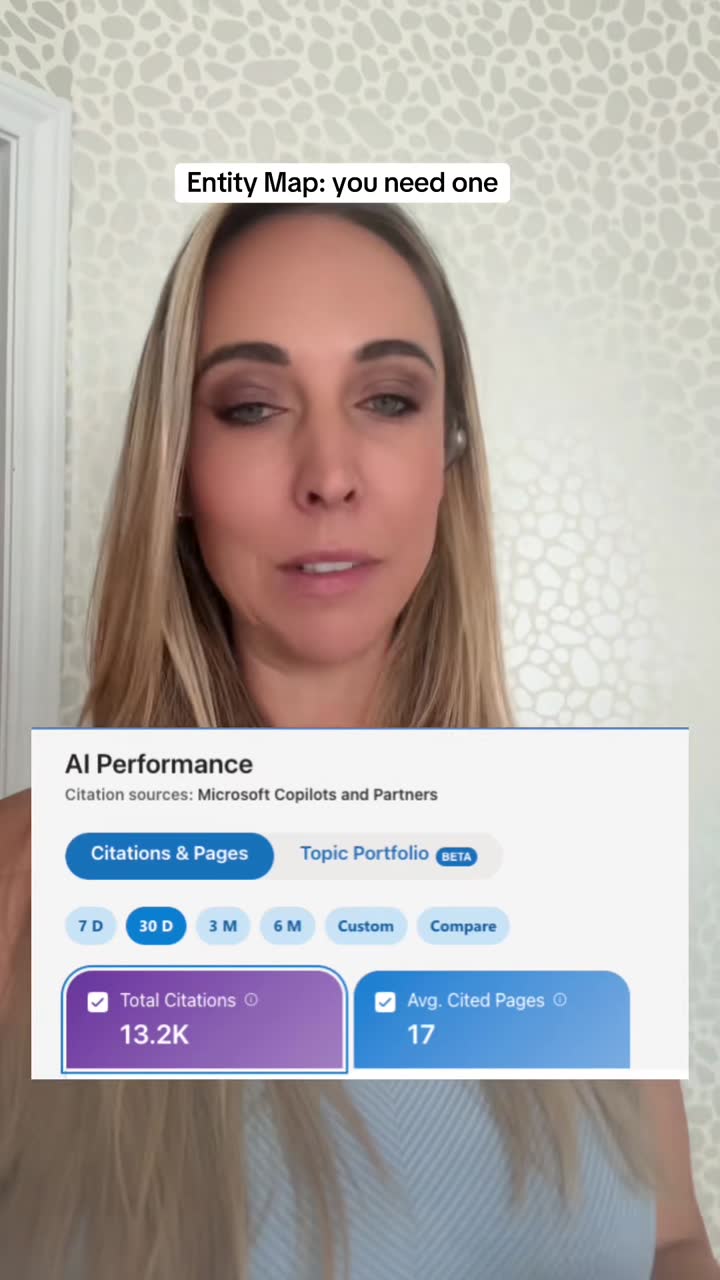 Entity Map: you need one
AI Performance
Citation sources: Microsoft Copilots and Partners
Citations & Pages
Topic Portfolio BETA
7 D 30 D 3 M 6 M Custom Compare
Total Citations
13.2K
Avg. Cited Pages
17